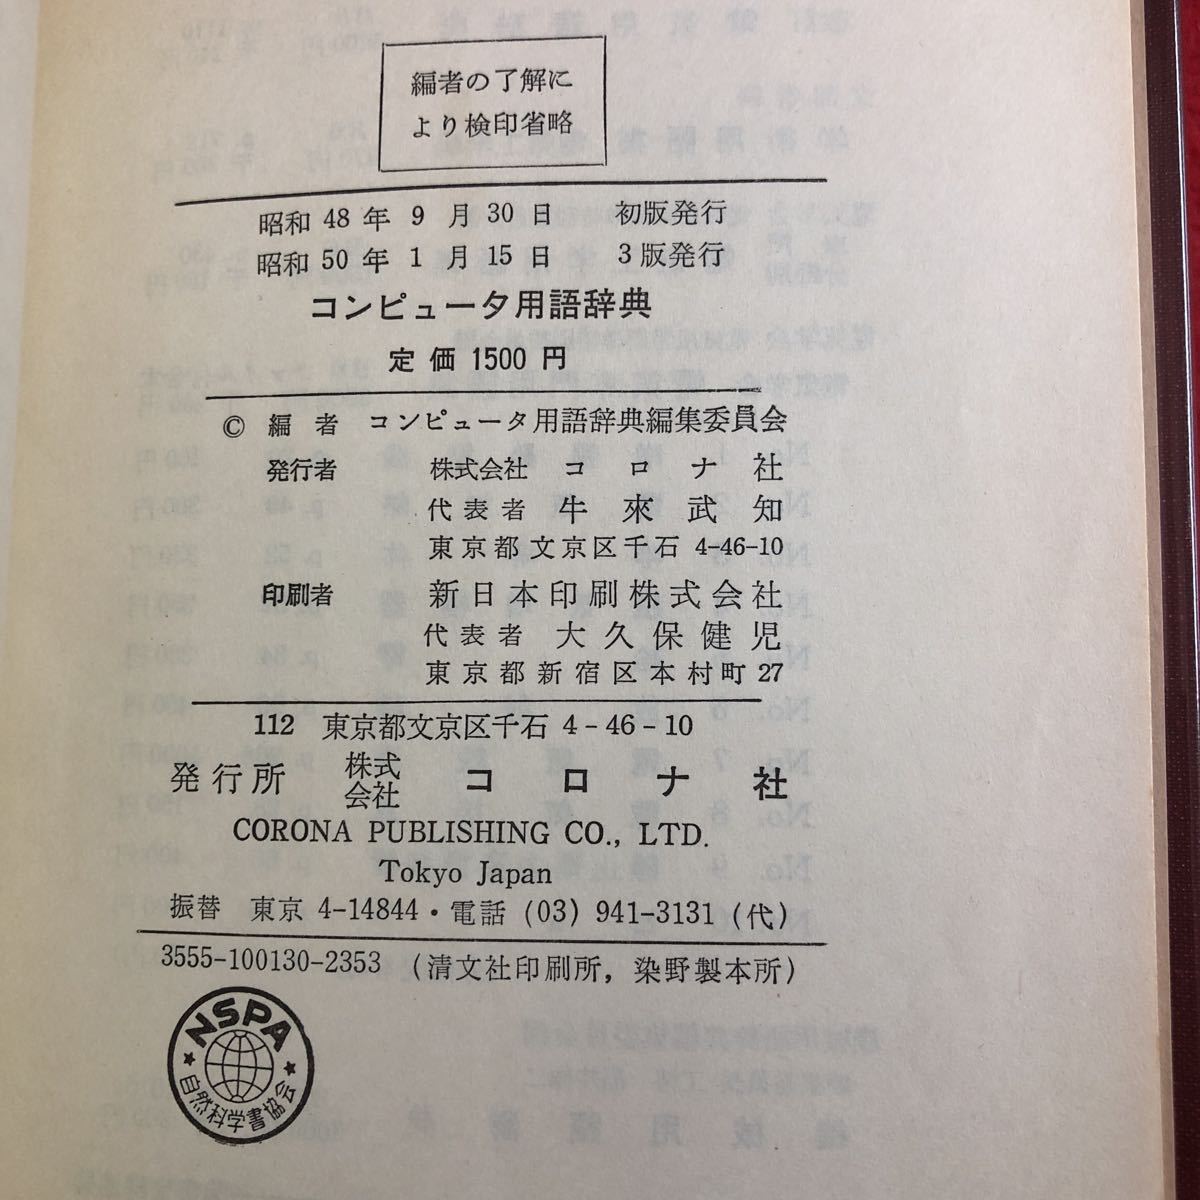 編者の了解に
より検印省略
昭和 48 年 9 月 30 日 初版発行
昭和 50 年 1 月 15 日 3 版発行
コンピュータ用語辞典
定価 1500 円
© 編者 コンピュータ用語辞典編集委員会
発行者 株式会社 コロナ社
代表者 牛來武知
東京都文京区千石 4-46-10
印刷者 新日本印刷株式会社
代表者 大久保健児
東京都新宿区本村町 27
112 東京都文京区千石 4-46-10
発行所 株式会社 コロナ社
CORONA PUBLISHING CO., LTD.
Tokyo Japan
振替 東京 4-14844・電話 (03) 941-3131 (代)
3555-100130-2353 (清文社印刷所, 染野製本所)
NSPA
自然科学書協会